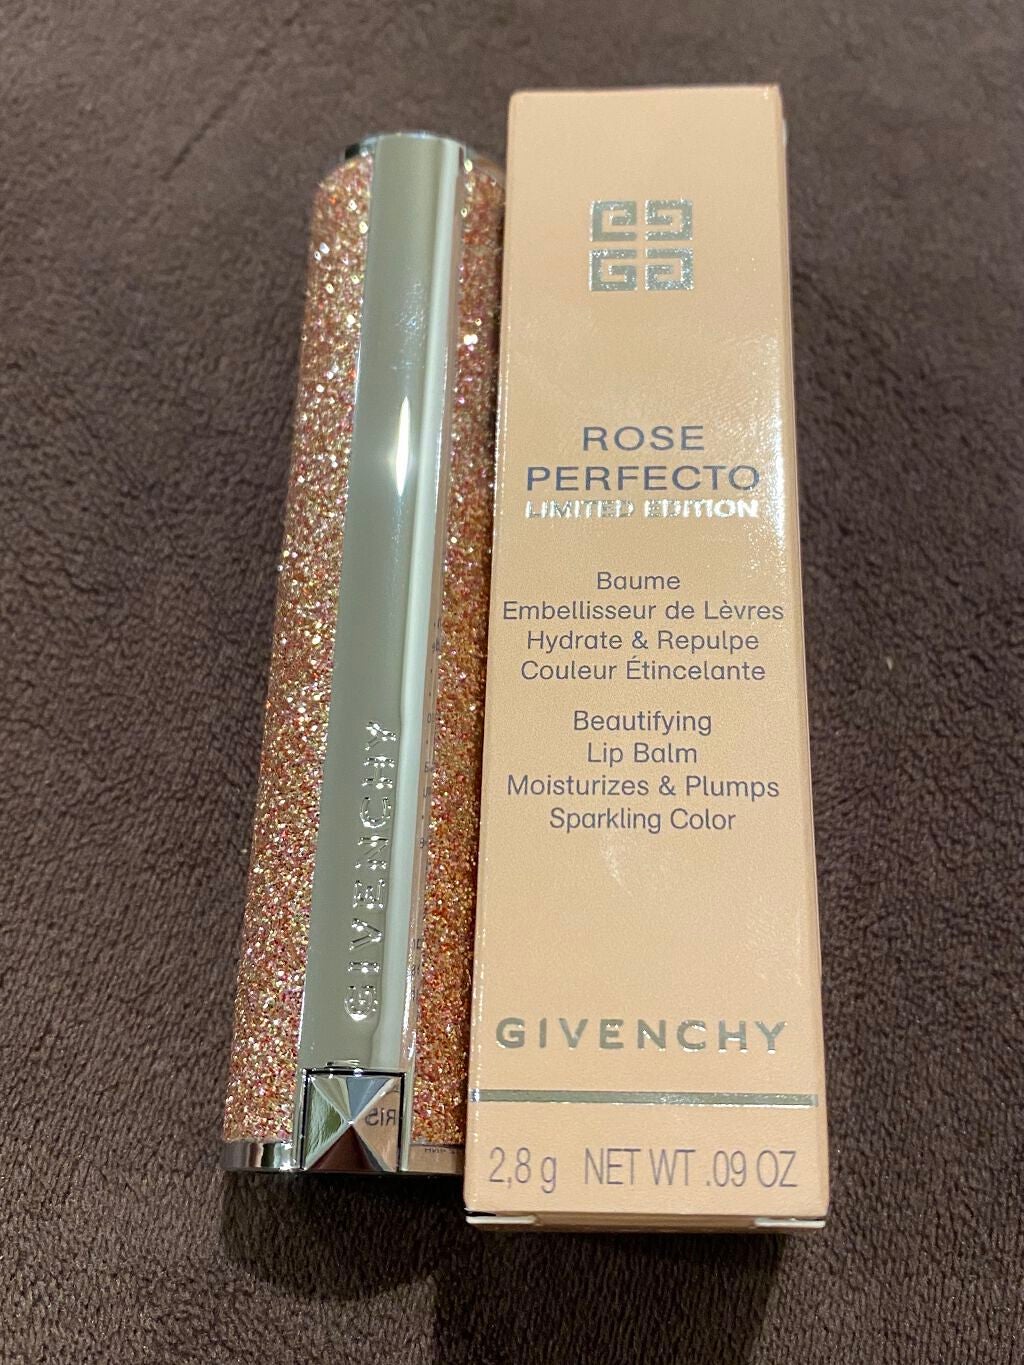 GIVENCHY
ROSE
PERFECTO
LIMITED EDITION
Baume
Embellisseur de Lèvres
Hydrate & Repulpe
Couleur Étincelante
Beautifying
Lip Balm
Moisturizes & Plumps
Sparkling Color
GIVENCHY
2,8 g NET WT .09 OZ